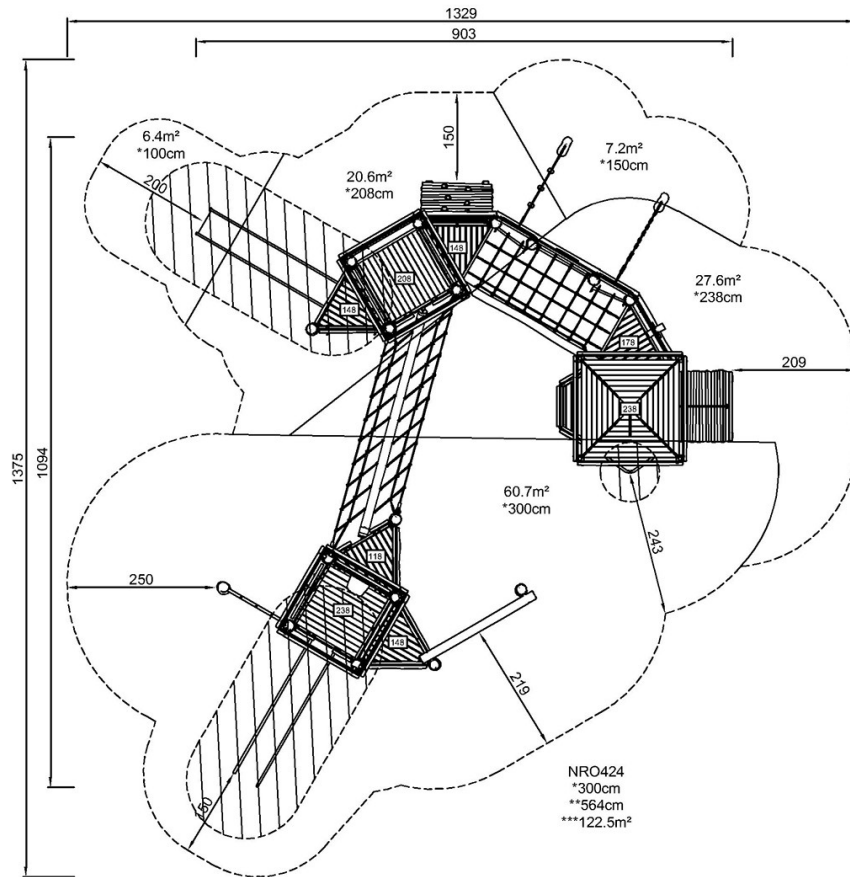 1329
903
6.4m²
*100cm
150
7.2m²
*150cm
20.6m²
*208cm
200
148
208
27.6m²
*238cm
148
178
209
238
1375
1094
60.7m²
*300cm
243
118
250
238
148
219
NRO424
*300cm
**564cm
***122.5m²